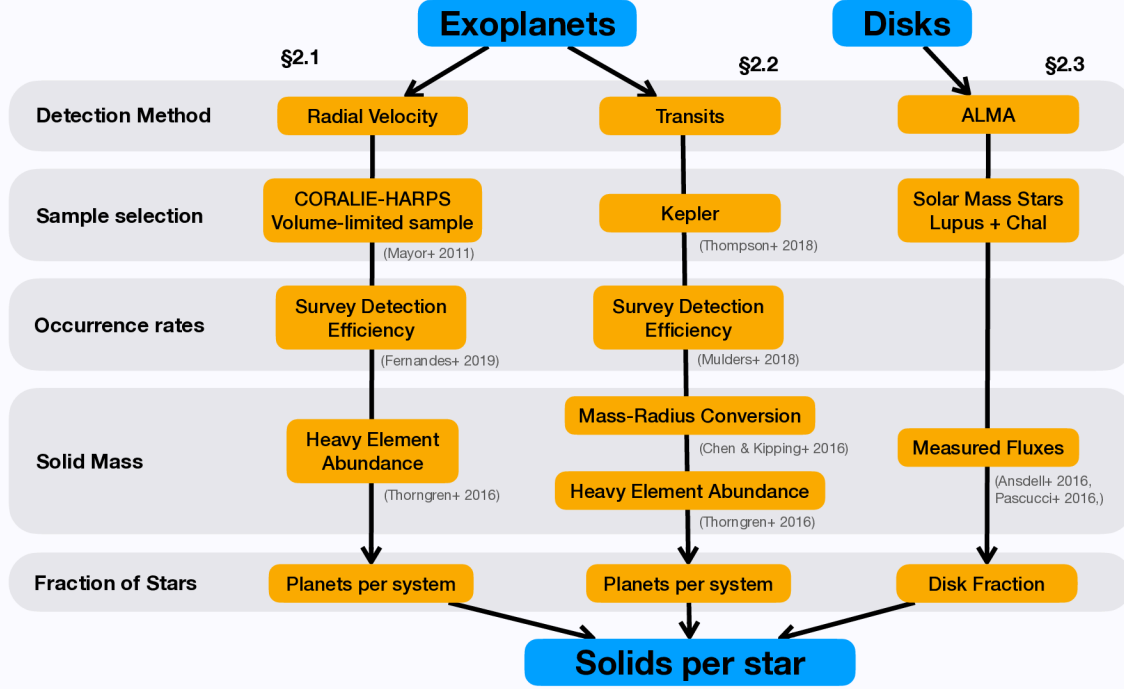 Exoplanets
Disks
§2.1
§2.2
§2.3
Detection Method
Radial Velocity
Transits
ALMA
Sample selection
CORALIE-HARPS
Volume-limited sample
(Mayor+ 2011)
Kepler
(Thompson+ 2018)
Solar Mass Stars
Lupus + ChaI
Occurrence rates
Survey Detection
Efficiency
(Fernandes+ 2019)
Survey Detection
Efficiency
(Mulders+ 2018)
Solid Mass
Heavy Element
Abundance
(Thorngren+ 2016)
Mass-Radius Conversion
(Chen & Kipping+ 2016)
Heavy Element Abundance
(Thorngren+ 2016)
Measured Fluxes
(Ansdell+ 2016,
Pascucci+ 2016,)
Fraction of Stars
Planets per system
Planets per system
Disk Fraction
Solids per star